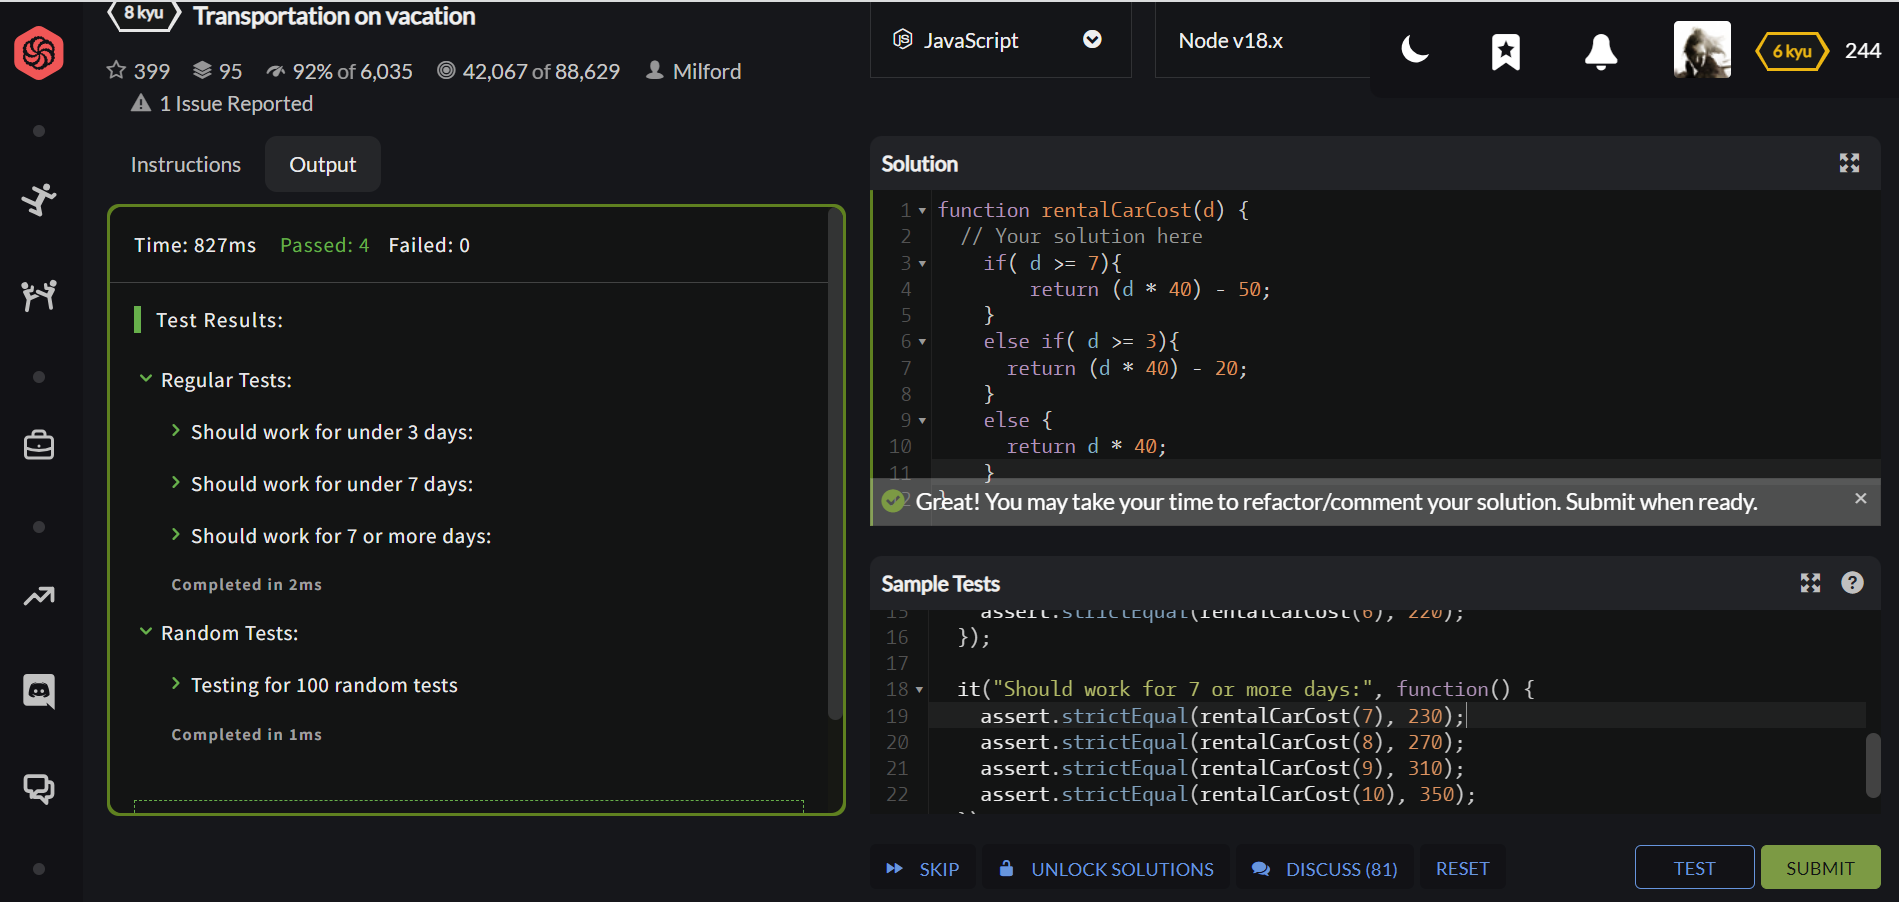 8 kyu Transportation on vacation
399 95 92% of 6,035 42,067 of 88,629 Milford
1 Issue Reported
JavaScript
Node v18.x
6 kyu 244
Instructions Output
Time: 827ms Passed: 4 Failed: 0
Test Results:
Regular Tests:
Should work for under 3 days:
Should work for under 7 days:
Should work for 7 or more days:
Completed in 2ms
Random Tests:
Testing for 100 random tests
Completed in 1ms
Solution
1 function rentalCarCost(d) {
2 // Your solution here
3 if( d >= 7){
4 return (d * 40) - 50;
5 }
6 else if( d >= 3){
7 return (d * 40) - 20;
8 }
9 else {
10 return d * 40;
11 }
12 }
Great! You may take your time to refactor/comment your solution. Submit when ready.
Sample Tests
15 assert.strictEqual(rentalCarCost(6), 220);
16 });
17
18 it("Should work for 7 or more days:", function() {
19 assert.strictEqual(rentalCarCost(7), 230);
20 assert.strictEqual(rentalCarCost(8), 270);
21 assert.strictEqual(rentalCarCost(9), 310);
22 assert.strictEqual(rentalCarCost(10), 350);
SKIP UNLOCK SOLUTIONS DISCUSS (81) RESET TEST SUBMIT